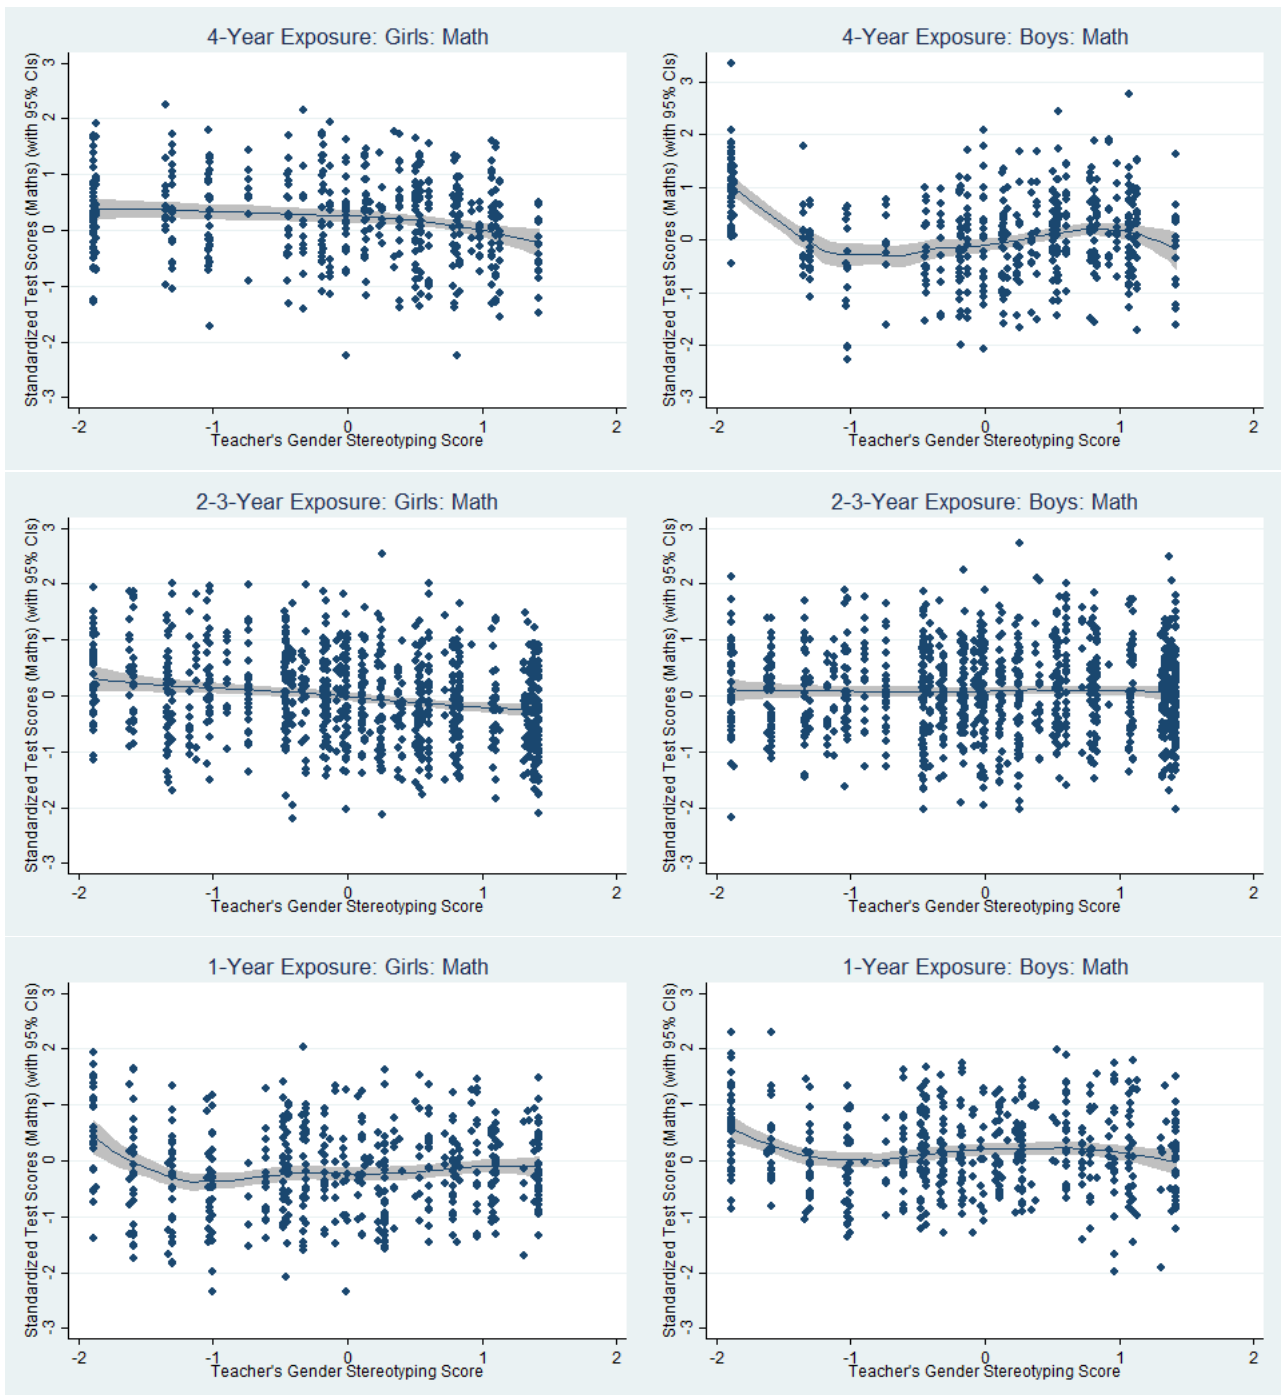 4-Year Exposure: Girls: Math
Standardized Test Scores (Maths) (with 95% CIs)
3
2
1
0
-1
-2
-3
-2 -1 0 1 2
Teacher's Gender Stereotyping Score
4-Year Exposure: Boys: Math
Standardized Test Scores (Maths) (with 95% CIs)
3
2
1
0
-1
-2
-3
-2 -1 0 1 2
Teacher's Gender Stereotyping Score
2-3-Year Exposure: Girls: Math
Standardized Test Scores (Maths) (with 95% CIs)
3
2
1
0
-1
-2
-3
-2 -1 0 1 2
Teacher's Gender Stereotyping Score
2-3-Year Exposure: Boys: Math
Standardized Test Scores (Maths) (with 95% CIs)
3
2
1
0
-1
-2
-3
-2 -1 0 1 2
Teacher's Gender Stereotyping Score
1-Year Exposure: Girls: Math
Standardized Test Scores (Maths) (with 95% CIs)
3
2
1
0
-1
-2
-3
-2 -1 0 1 2
Teacher's Gender Stereotyping Score
1-Year Exposure: Boys: Math
Standardized Test Scores (Maths) (with 95% CIs)
3
2
1
0
-1
-2
-3
-2 -1 0 1 2
Teacher's Gender Stereotyping Score